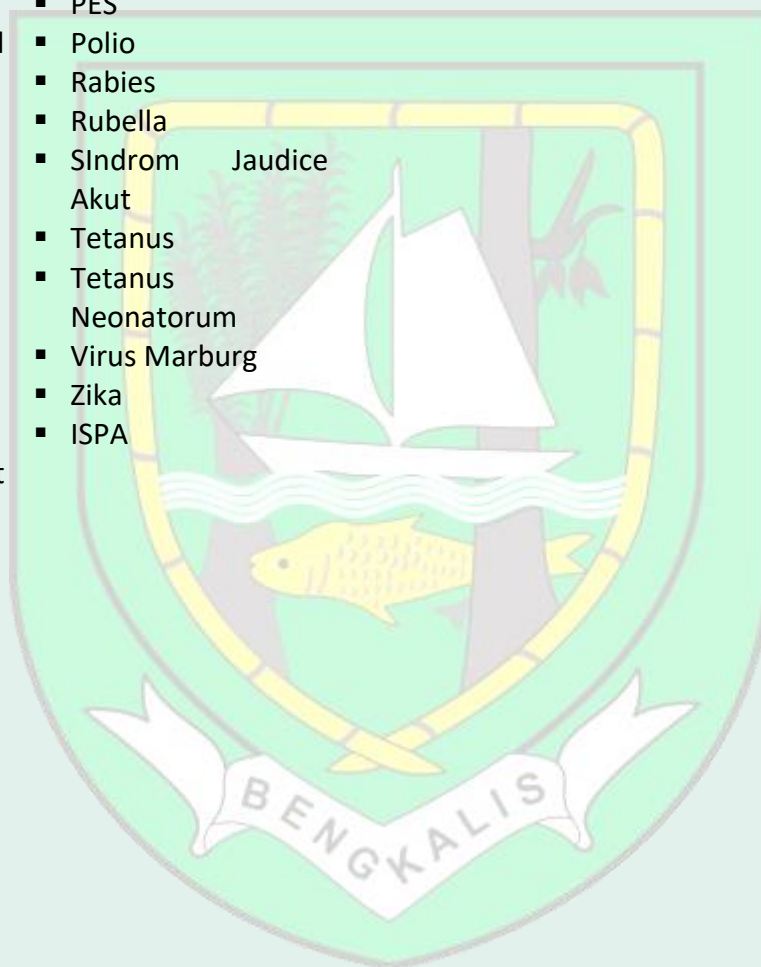 ▪ PES
▪ Polio
▪ Rabies
▪ Rubella
▪ SIndrom Jaudice
Akut
▪ Tetanus
▪ Tetanus
Neonatorum
▪ Virus Marburg
▪ Zika
▪ ISPA
t
BENGKALIS